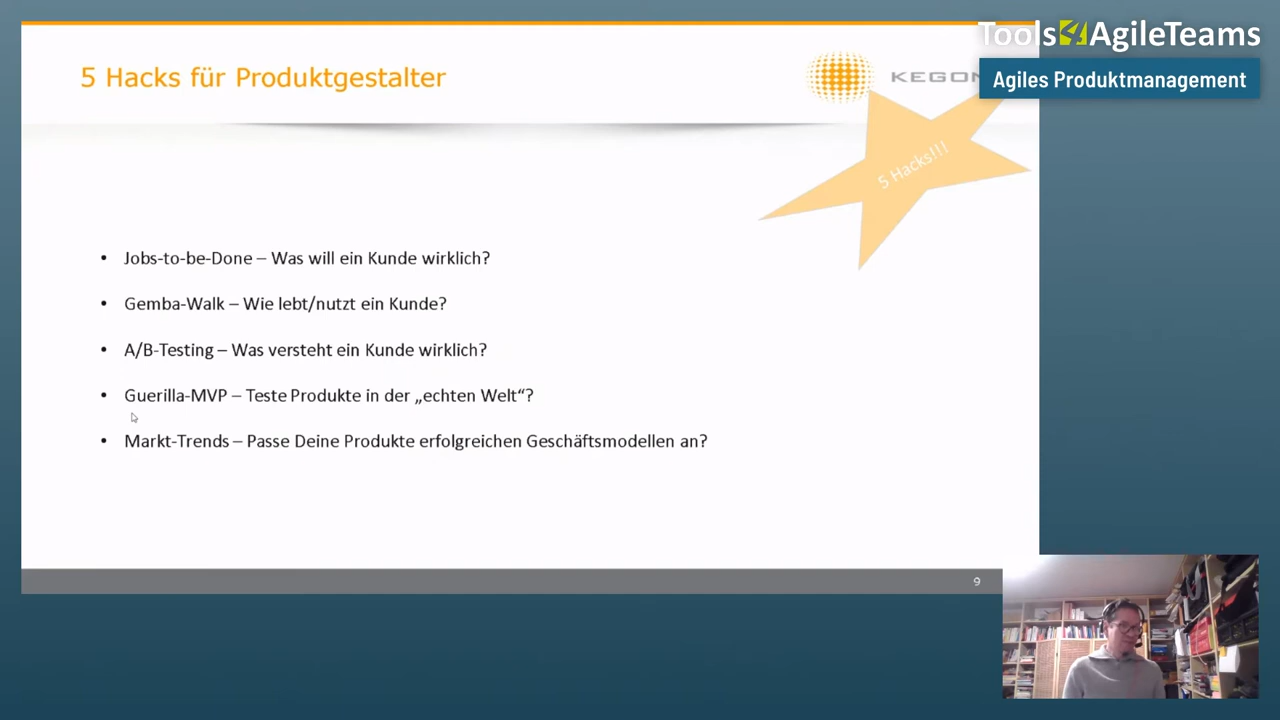 Tools4AgileTeams
Agiles Produktmanagement
5 Hacks für Produktgestalter
KEGON
5 Hacks!!!
• Jobs-to-be-Done – Was will ein Kunde wirklich?
• Gemba-Walk – Wie lebt/nutzt ein Kunde?
• A/B-Testing – Was versteht ein Kunde wirklich?
• Guerilla-MVP – Teste Produkte in der „echten Welt“?
• Markt-Trends – Passe Deine Produkte erfolgreichen Geschäftsmodellen an?
9